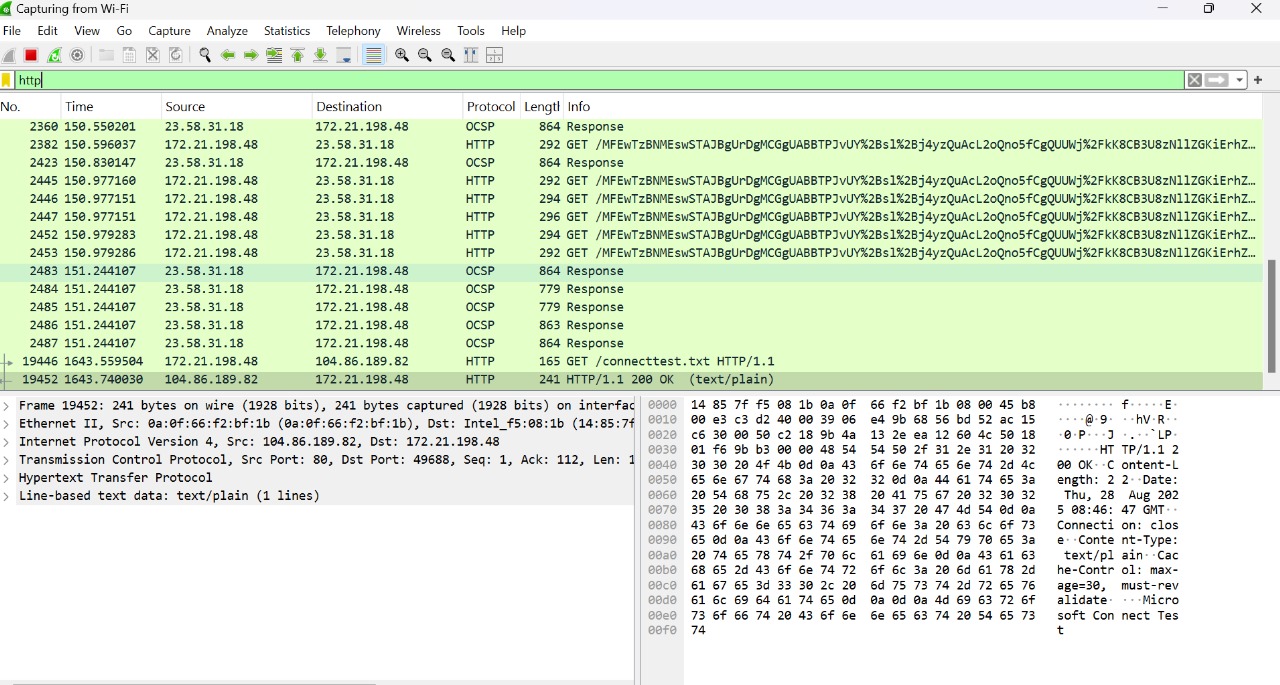 Capturing from Wi-Fi
File Edit View Go Capture Analyze Statistics Telephony Wireless Tools Help
http
No. Time Source Destination Protocol Lengtl Info
2360 150.550201 23.58.31.18 172.21.198.48 OCSP 864 Response
2382 150.596037 172.21.198.48 23.58.31.18 HTTP 292 GET /MFEwTzBNMEswSTAJBgUrDgMCGgUABBTPJvUY%2Bsl%2Bj4yzQuAcL2oQno5fCgQUUWj%2FkK8CB3U8zNllZGKiErhZ…
2423 150.830147 23.58.31.18 172.21.198.48 OCSP 864 Response
2445 150.977160 172.21.198.48 23.58.31.18 HTTP 292 GET /MFEwTzBNMEswSTAJBgUrDgMCGgUABBTPJvUY%2Bsl%2Bj4yzQuAcL2oQno5fCgQUUWj%2FkK8CB3U8zNllZGKiErhZ…
2446 150.977151 172.21.198.48 23.58.31.18 HTTP 294 GET /MFEwTzBNMEswSTAJBgUrDgMCGgUABBTPJvUY%2Bsl%2Bj4yzQuAcL2oQno5fCgQUUWj%2FkK8CB3U8zNllZGKiErhZ…
2447 150.977151 172.21.198.48 23.58.31.18 HTTP 296 GET /MFEwTzBNMEswSTAJBgUrDgMCGgUABBTPJvUY%2Bsl%2Bj4yzQuAcL2oQno5fCgQUUWj%2FkK8CB3U8zNllZGKiErhZ…
2452 150.979283 172.21.198.48 23.58.31.18 HTTP 294 GET /MFEwTzBNMEswSTAJBgUrDgMCGgUABBTPJvUY%2Bsl%2Bj4yzQuAcL2oQno5fCgQUUWj%2FkK8CB3U8zNllZGKiErhZ…
2453 150.979286 172.21.198.48 23.58.31.18 HTTP 292 GET /MFEwTzBNMEswSTAJBgUrDgMCGgUABBTPJvUY%2Bsl%2Bj4yzQuAcL2oQno5fCgQUUWj%2FkK8CB3U8zNllZGKiErhZ…
2483 151.244107 23.58.31.18 172.21.198.48 OCSP 864 Response
2484 151.244107 23.58.31.18 172.21.198.48 OCSP 779 Response
2485 151.244107 23.58.31.18 172.21.198.48 OCSP 779 Response
2486 151.244107 23.58.31.18 172.21.198.48 OCSP 863 Response
2487 151.244107 23.58.31.18 172.21.198.48 OCSP 864 Response
19446 1643.559504 172.21.198.48 104.86.189.82 HTTP 165 GET /connecttest.txt HTTP/1.1
19452 1643.740030 104.86.189.82 172.21.198.48 HTTP 241 HTTP/1.1 200 OK (text/plain)
Frame 19452: 241 bytes on wire (1928 bits), 241 bytes captured (1928 bits) on interfac
Ethernet II, Src: 0a:0f:66:f2:bf:1b (0a:0f:66:f2:bf:1b), Dst: Intel_f5:08:1b (14:85:7f
Internet Protocol Version 4, Src: 104.86.189.82, Dst: 172.21.198.48
Transmission Control Protocol, Src Port: 80, Dst Port: 49688, Seq: 1, Ack: 112, Len: 1
Hypertext Transfer Protocol
Line-based text data: text/plain (1 lines)
0000 14 85 7f f5 08 1b 0a 0f 66 f2 bf 1b 08 00 45 b8 ········ f·····E·
0010 00 e3 c3 d2 40 00 39 06 e4 9b 68 56 bd 52 ac 15 ····@·9· ··hV·R··
0020 c6 30 00 50 c2 18 9b 4a 13 2e ea 12 60 4c 50 18 ·0·P···J ·.··`LP·
0030 01 f6 9b b3 00 00 48 54 54 50 2f 31 2e 31 20 32 ······HT TP/1.1 2
0040 30 30 20 4f 4b 0d 0a 43 6f 6e 74 65 6e 74 2d 4c 00 OK··C ontent-L
0050 65 6e 67 74 68 3a 20 32 32 0d 0a 44 61 74 65 3a ength: 2 2··Date:
0060 20 54 68 75 2c 20 32 38 20 41 75 67 20 32 30 32 Thu, 28 Aug 202
0070 35 20 30 38 3a 34 36 3a 34 37 20 47 4d 54 0d 0a 5 08:46: 47 GMT··
0080 43 6f 6e 6e 65 63 74 69 6f 6e 3a 20 63 6c 6f 73 Connecti on: clos
0090 65 0d 0a 43 6f 6e 74 65 6e 74 2d 54 79 70 65 3a e··Conte nt-Type:
00a0 20 74 65 78 74 2f 70 6c 61 69 6e 0d 0a 43 61 63 text/pl ain··Cac
00b0 68 65 2d 43 6f 6e 74 72 6f 6c 3a 20 6d 61 78 2d he-Contr ol: max-
00c0 61 67 65 3d 33 30 2c 20 6d 75 73 74 2d 72 65 76 age=30, must-rev
00d0 61 6c 69 64 61 74 65 0d 0a 0d 0a 4d 69 63 72 6f alidate· ···Micro
00e0 73 6f 66 74 20 43 6f 6e 6e 65 63 74 20 54 65 73 soft Con nect Tes
00f0 74 t